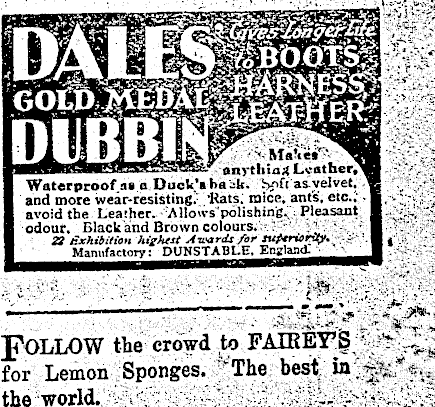 DALES'
GOLD MEDAL
DUBBIN
Gives longer Life
to BOOTS
HARNESS
LEATHER
Makes
anything Leather,
Waterproof as a Duck's back. Soft as velvet,
and more wear-resisting. Rats, mice, ants, etc.,
avoid the Leather. Allows polishing. Pleasant
odour. Black and Brown colours.
22 Exhibition highest Awards for superiority.
Manufactory: DUNSTABLE, England.
FOLLOW the crowd to FAIREY'S
for Lemon Sponges. The best in
the world.